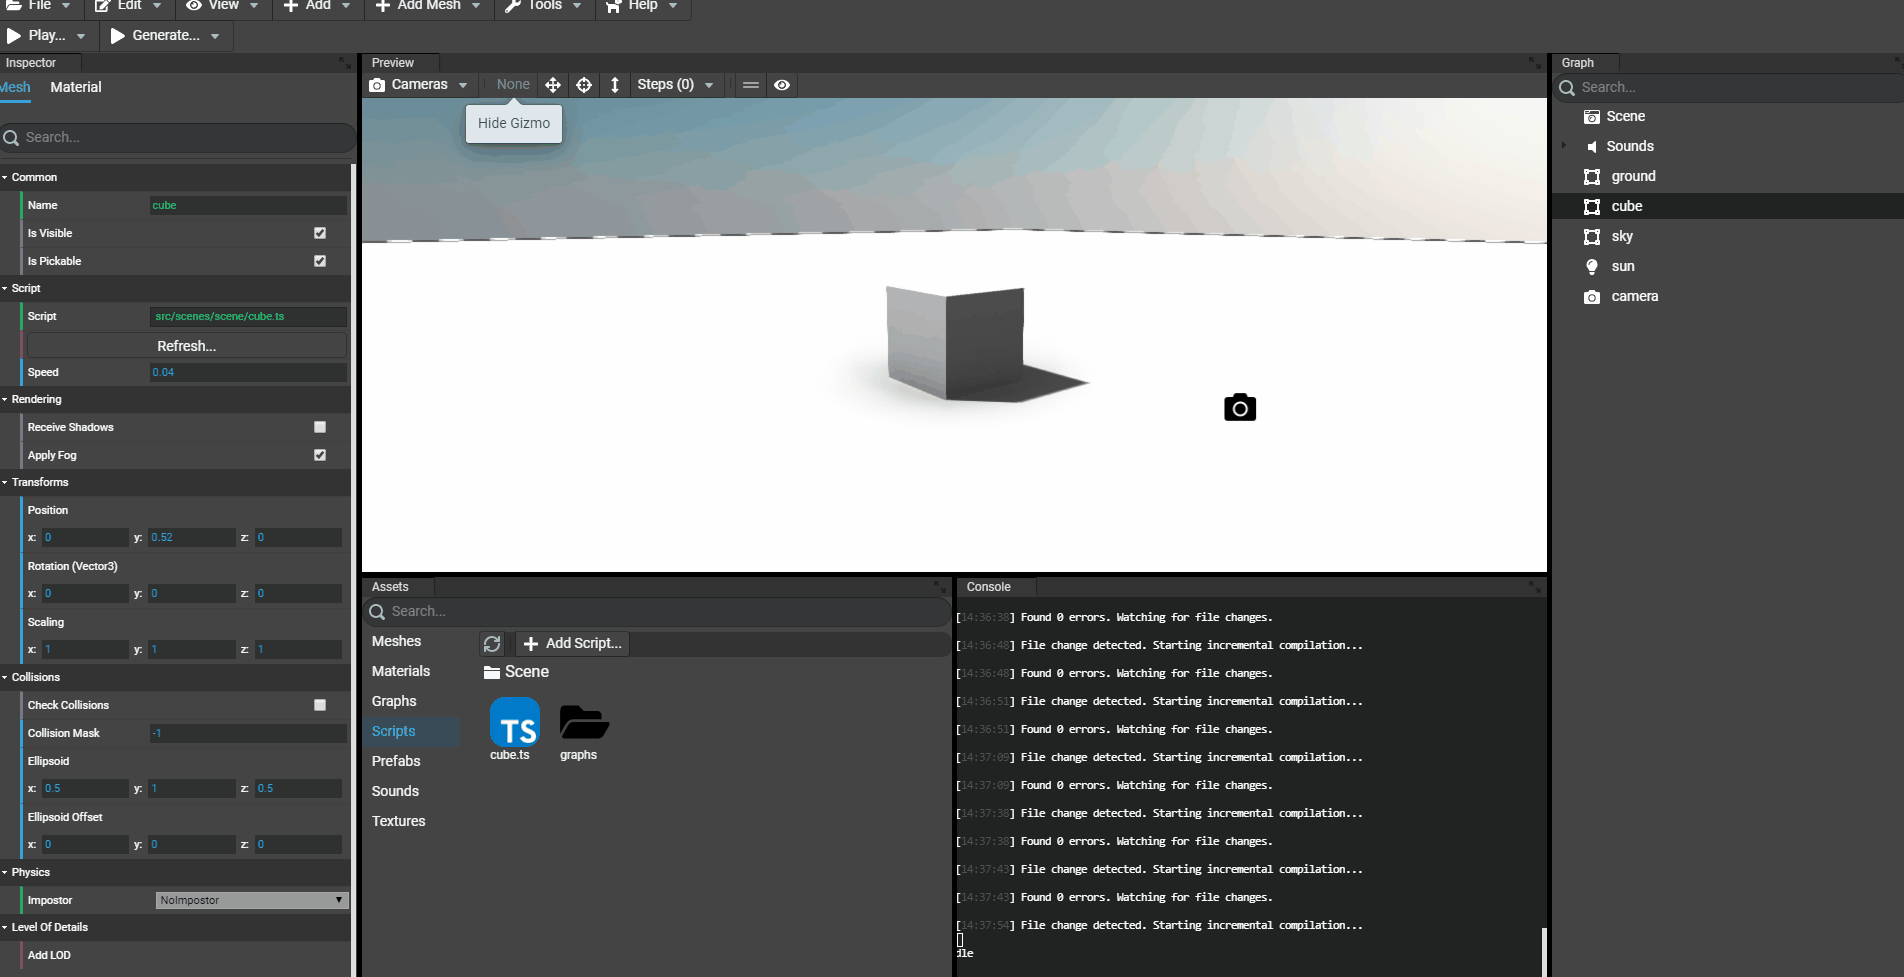 File Edit View Add Add Mesh Tools Help
Play... Generate...
Inspector
Mesh Material
Search...
Common
Name cube
Is Visible
Is Pickable
Script
Script src/scenes/scene/cube.ts
Refresh...
Speed 0.04
Rendering
Receive Shadows
Apply Fog
Transforms
Position
x: 0 y: 0.52 z: 0
Rotation (Vector3)
x: 0 y: 0 z: 0
Scaling
x: 1 y: 1 z: 1
Collisions
Check Collisions
Collision Mask -1
Ellipsoid
x: 0.5 y: 1 z: 0.5
Ellipsoid Offset
x: 0 y: 0 z: 0
Physics
Impostor NoImpostor
Level Of Details
Add LOD
Preview
Cameras None Steps (0)
Hide Gizmo
Assets
Search...
Meshes
Materials
Graphs
Scripts
Prefabs
Sounds
Textures
Add Script...
Scene
TS
cube.ts graphs
Console
[14:36:38] Found 0 errors. Watching for file changes.
[14:36:48] File change detected. Starting incremental compilation...
[14:36:48] Found 0 errors. Watching for file changes.
[14:36:51] File change detected. Starting incremental compilation...
[14:36:51] Found 0 errors. Watching for file changes.
[14:37:09] File change detected. Starting incremental compilation...
[14:37:09] Found 0 errors. Watching for file changes.
[14:37:38] File change detected. Starting incremental compilation...
[14:37:38] Found 0 errors. Watching for file changes.
[14:37:43] File change detected. Starting incremental compilation...
[14:37:43] Found 0 errors. Watching for file changes.
[14:37:54] File change detected. Starting incremental compilation...
dle
Graph
Search...
Scene
Sounds
ground
cube
sky
sun
camera